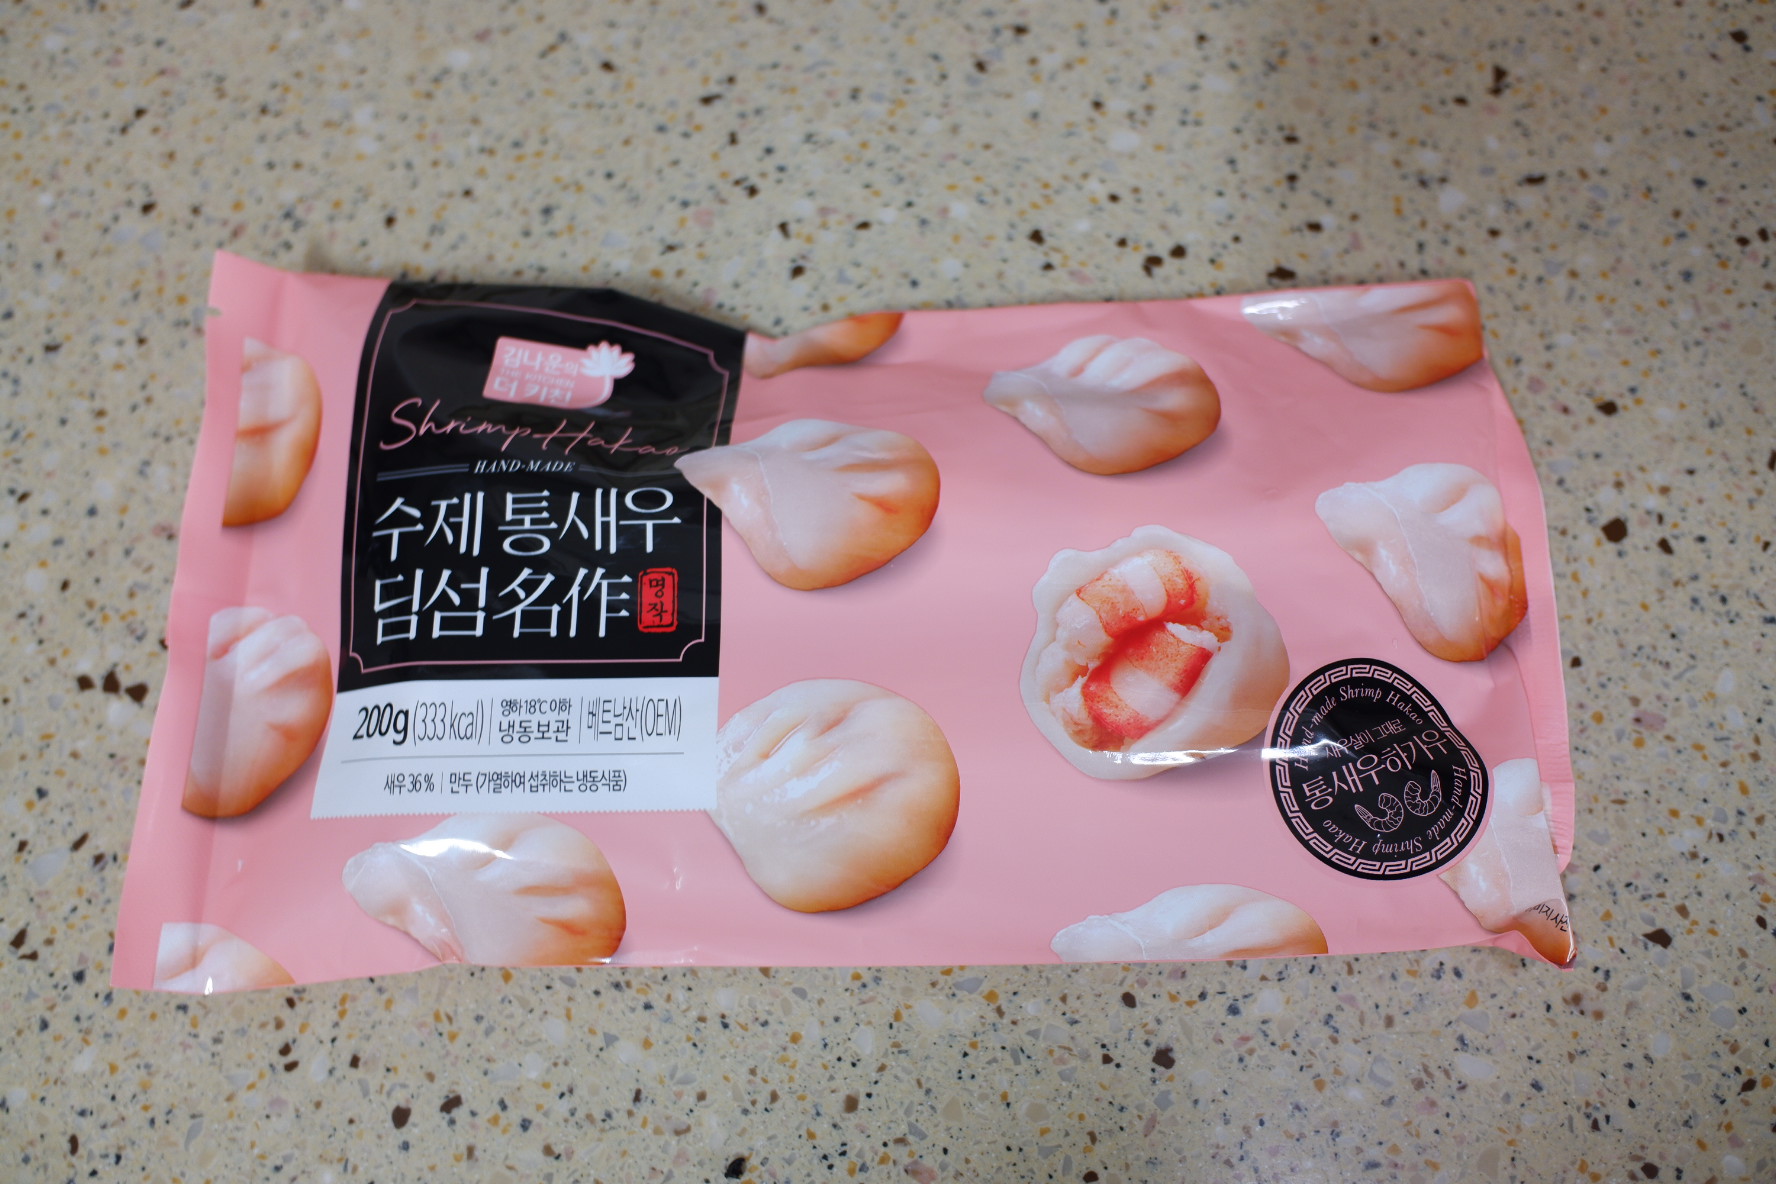 김나운의
THE KITCHEN
더 키친
Shrimp Hakao
HAND-MADE
수제 통새우
딤섬 名作
명작
200g (333 kcal) | 영하 18℃ 이하 냉동보관 | 베트남산(OEM)
새우 36% | 만두 (가열하여 섭취하는 냉동식품)
Hand-made Shrimp Hakao
새우살이 그대로
통새우하가우
Hand-made Shrimp Hakao